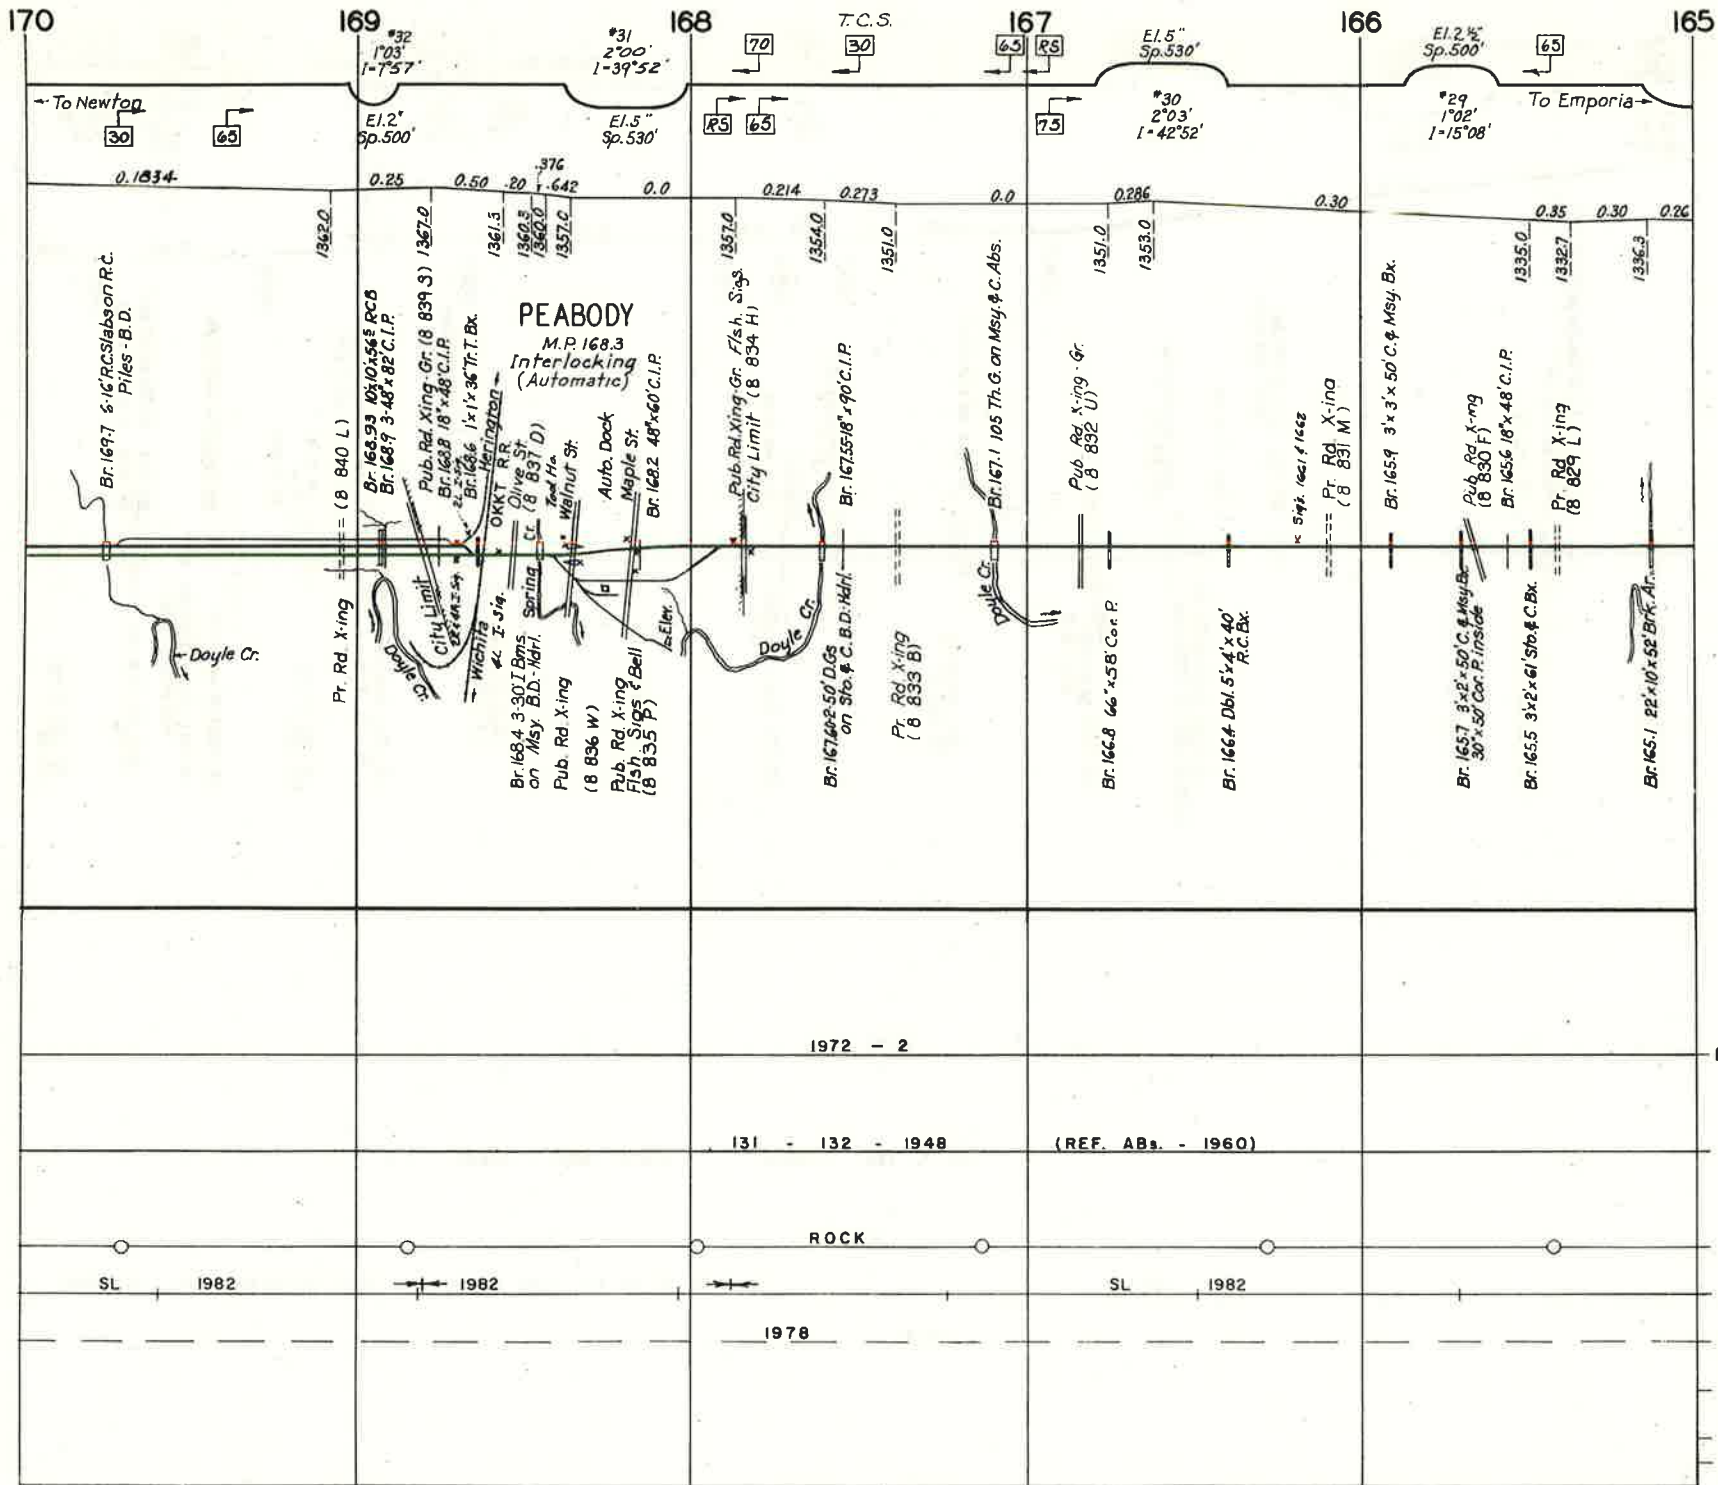 170 169 168 T.C.S. 167 166 165
#32
1°03'
I=7°57'
#31
2°00'
I=39°52'
70 30 65 RS
El.5"
Sp.530'
El.2½"
Sp.500'
65
←To Newton
30 65
El.2"
Sp.500'
El.5"
Sp.530'
RS 65
75
#30
2°03'
I=42°52'
#29
1°02'
I=15°08'
To Emporia→
0.1834 0.25 0.50 .20 .376 .642 0.0 0.214 0.273 0.0 0.286 0.30 0.35 0.30 0.26
1362.0
1367.0
1361.3
1360.3
1360.0
1357.0
1357.0
1354.0
1351.0
1351.0
1353.0
1335.0
1332.7
1336.3
Br. 169.7 6-16' R.C.Slabs on R.C.
Piles - B.D.
Pr. Rd. X-ing (8 840 L)
Br. 168.93 10'x10'x56.5 RCB
Br. 168.9 3-48"x82' C.I.P.
Pub. Rd. Xing - Gr. (8 839 S)
Br. 168.8 18"x48' C.I.P.
2L I-Sig.
Br. 168.6 1'x1'x36' Tr. T. Bx.
Herington→
OKKT R.R.
PEABODY
M.P. 168.3
Interlocking
(Automatic)
Olive St.
Spring Cr. (8 837 D)
Tool Ho.
Walnut St.
Auto. Dock
Maple St.
Br. 168.2 48"x60' C.I.P.
Pub. Rd. Xing - Gr. Flsh. Sigs.
City Limit (8 834 H)
Br. 167.55-18"x90' C.I.P.
Br. 167.1 105 Th. G. on Msy. & C. Abs.
Pub. Rd. X-ing - Gr.
(8 832 U)
Sigs. 1661 & 1662
Pr. Rd. X-ing
(8 831 M)
Br. 165.9 3'x3'x50' C. & Msy. Bx.
Pub. Rd X-ing
(8 830 F)
Br. 165.6 18"x48' C.I.P.
Pr. Rd X-ing
(8 829 L)
←Doyle Cr.
Doyle Cr.
City Limit
←Wichita
4L I-Sig.
Br. 168.4 3-30' I Bms.
on Msy. B.D. - Hdrl.
Pub. Rd. X-ing
(8 836 W)
Pub. Rd. X-ing
Flsh. Sigs & Bell
(8 835 P)
Elev.
Doyle Cr.
Br. 167.6 2-50' D.Gs
on Sto. & C. B.D.-Hdrl.
Pr. Rd. X-ing
(8 833 B)
Doyle Cr.
Br. 166.8 66"x58' Cor. P.
Br. 166.4 Dbl. 5'x4'x40'
R.C. Bx.
Br. 165.7 3'x2'x50' C. & Msy. Bx.
30"x50' Cor. P. inside
Br. 165.5 3'x2'x61' Sto. & C. Bx.
Br. 165.1 22'x10'x52' Brk. Ar.
1972 - 2
131 - 132 - 1948 (REF. ABs. - 1960)
ROCK
SL 1982 1982 SL 1982
1978